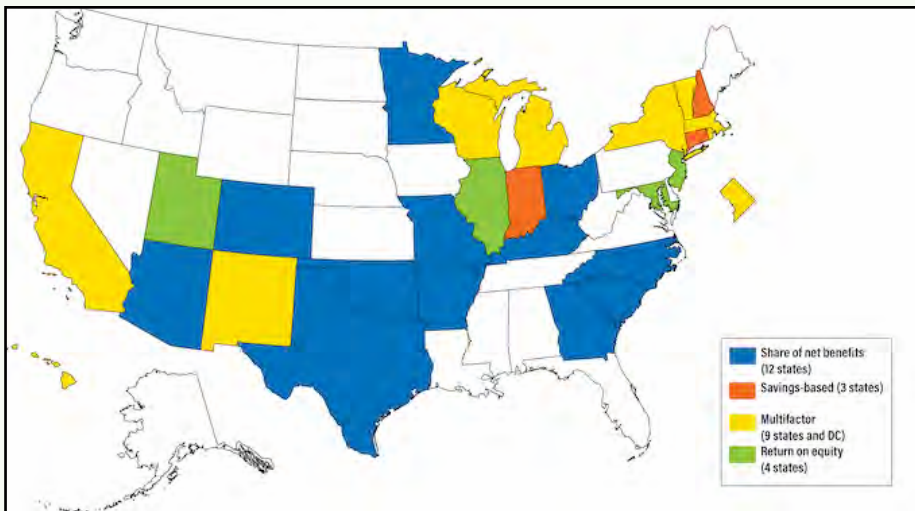 Share of net benefits
(12 states)
Savings-based (3 states)
Multifactor
(9 states and DC)
Return on equity
(4 states)